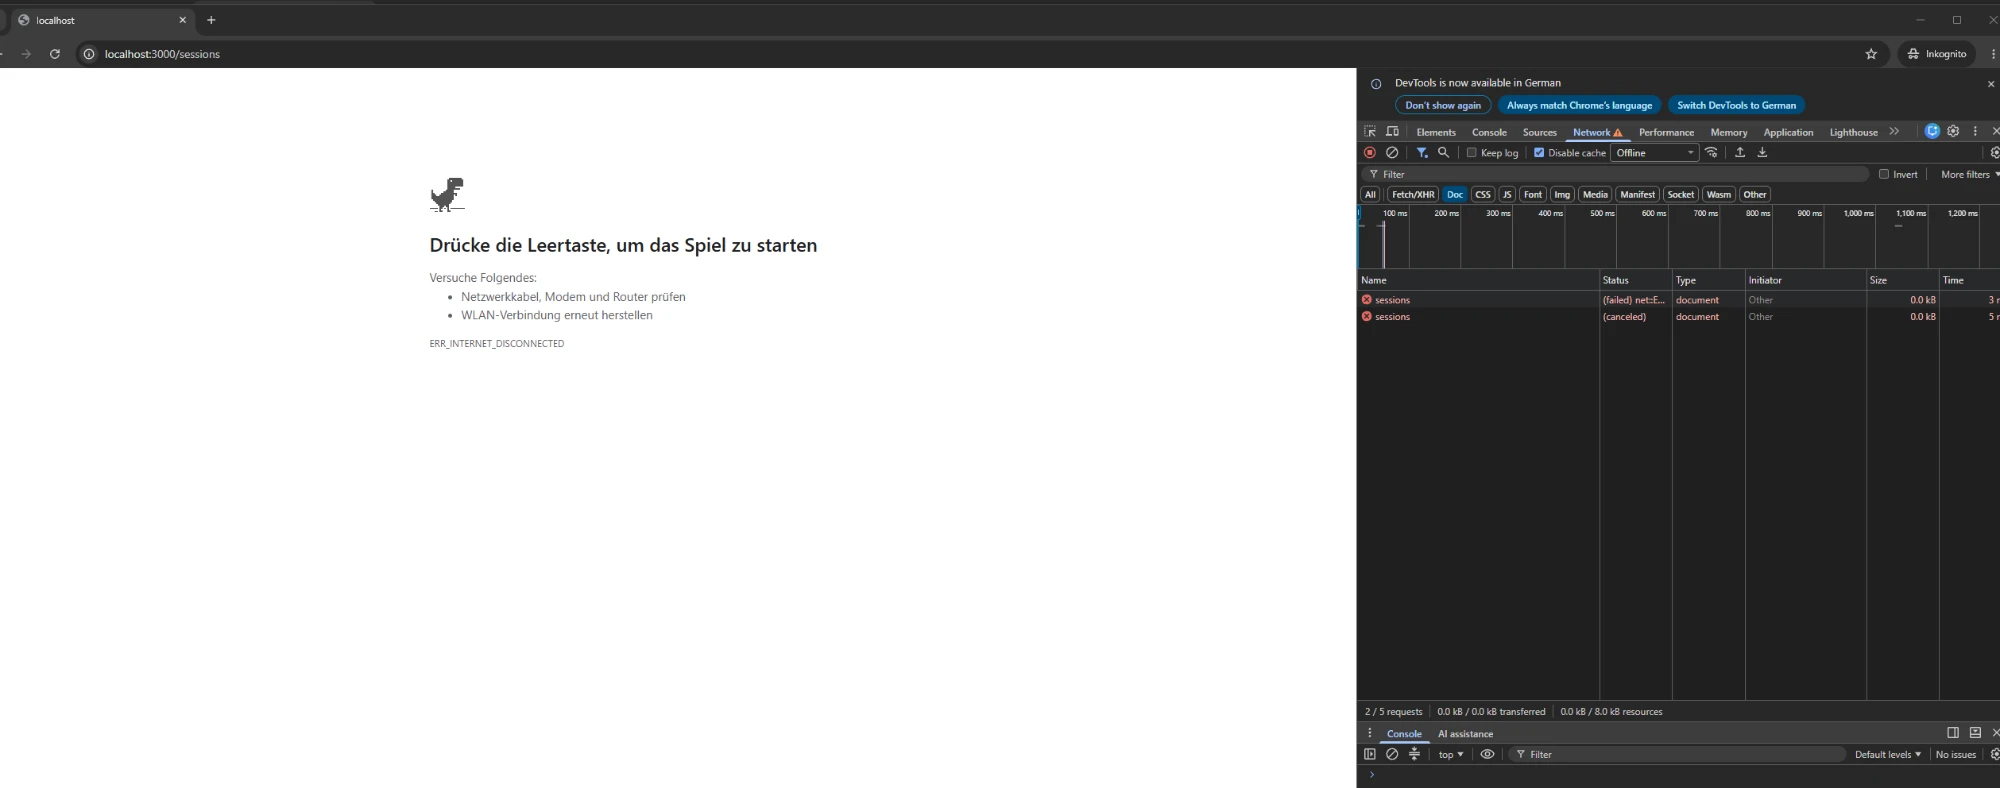 localhost
localhost:3000/sessions
Inkognito
Drücke die Leertaste, um das Spiel zu starten
Versuche Folgendes:
Netzwerkkabel, Modem und Router prüfen
WLAN-Verbindung erneut herstellen
ERR_INTERNET_DISCONNECTED
DevTools is now available in German
Don't show again Always match Chrome's language Switch DevTools to German
Elements Console Sources Network Performance Memory Application Lighthouse
Keep log Disable cache Offline
Filter Invert More filters
All Fetch/XHR Doc CSS JS Font Img Media Manifest Socket Wasm Other
100 ms 200 ms 300 ms 400 ms 500 ms 600 ms 700 ms 800 ms 900 ms 1,000 ms 1,100 ms 1,200 ms
Name Status Type Initiator Size Time
sessions (failed) net::E... document Other 0.0 kB 3
sessions (canceled) document Other 0.0 kB 5
2 / 5 requests 0.0 kB / 0.0 kB transferred 0.0 kB / 8.0 kB resources
Console AI assistance
top Filter Default levels No issues